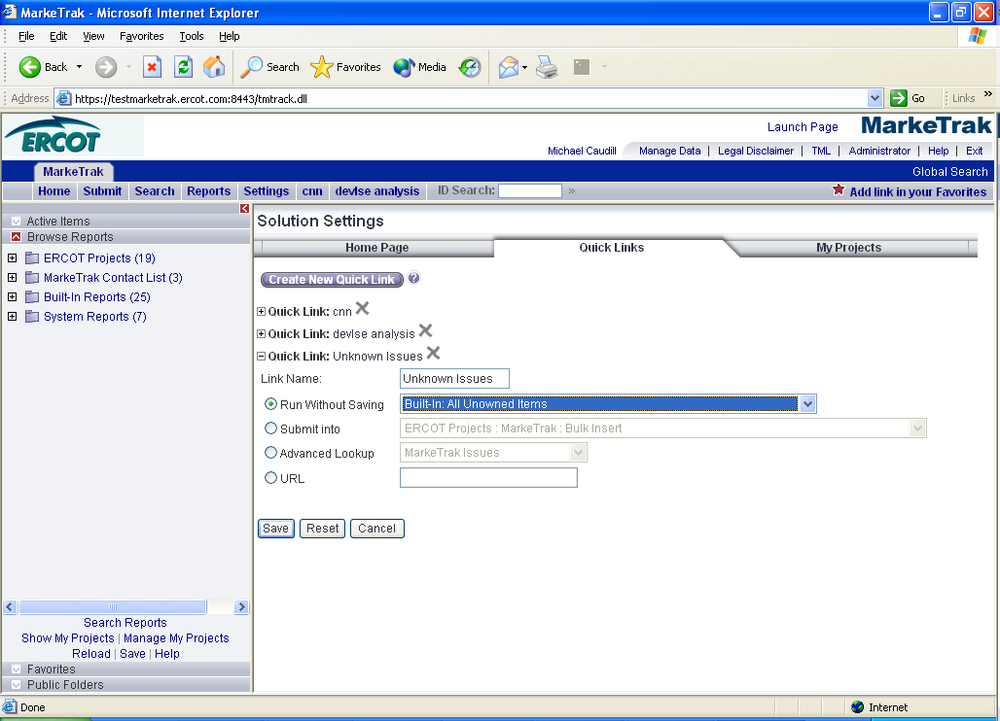 MarkeTrak - Microsoft Internet Explorer
File Edit View Favorites Tools Help
Back Search Favorites Media
Address https://testmarketrak.ercot.com:8443/tmtrack.dll Go Links »
ERCOT Launch Page MarkeTrak
Michael Caudill Manage Data | Legal Disclaimer | TML | Administrator | Help | Exit
MarkeTrak Global Search
Home Submit Search Reports Settings cnn devlse analysis ID Search: » Add link in your Favorites
Active Items
Browse Reports
ERCOT Projects (19)
MarkeTrak Contact List (3)
Built-In Reports (25)
System Reports (7)
Search Reports
Show My Projects | Manage My Projects
Reload | Save | Help
Favorites
Public Folders
Solution Settings
Home Page Quick Links My Projects
Create New Quick Link ?
Quick Link: cnn
Quick Link: devlse analysis
Quick Link: Unknown Issues
Link Name: Unknown Issues
Run Without Saving Built-In: All Unowned Items
Submit into ERCOT Projects : MarkeTrak : Bulk Insert
Advanced Lookup MarkeTrak Issues
URL
Save Reset Cancel
Done Internet